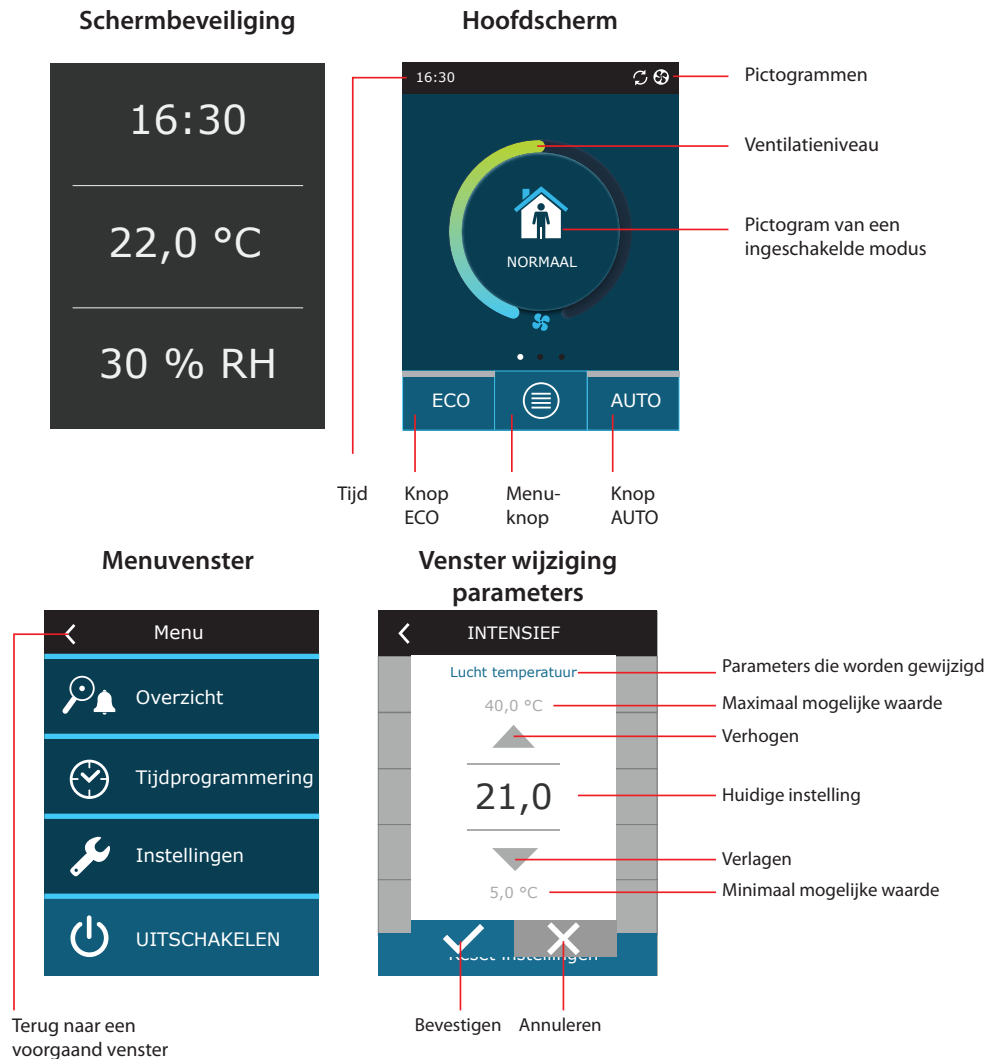 Schermbeveiliging
Hoofdscherm
16:30
22,0 °C
30 % RH
16:30
NORMAAL
ECO
AUTO
Pictogrammen
Ventilatieniveau
Pictogram van een
ingeschakelde modus
Tijd
Knop
ECO
Menu-
knop
Knop
AUTO
Menuvenster
Venster wijziging
parameters
Menu
Overzicht
Tijdprogrammering
Instellingen
UITSCHAKELEN
Terug naar een
voorgaand venster
INTENSIEF
Lucht temperatuur
40,0 °C
21,0
5,0 °C
Reset instellingen
Parameters die worden gewijzigd
Maximaal mogelijke waarde
Verhogen
Huidige instelling
Verlagen
Minimaal mogelijke waarde
Bevestigen
Annuleren